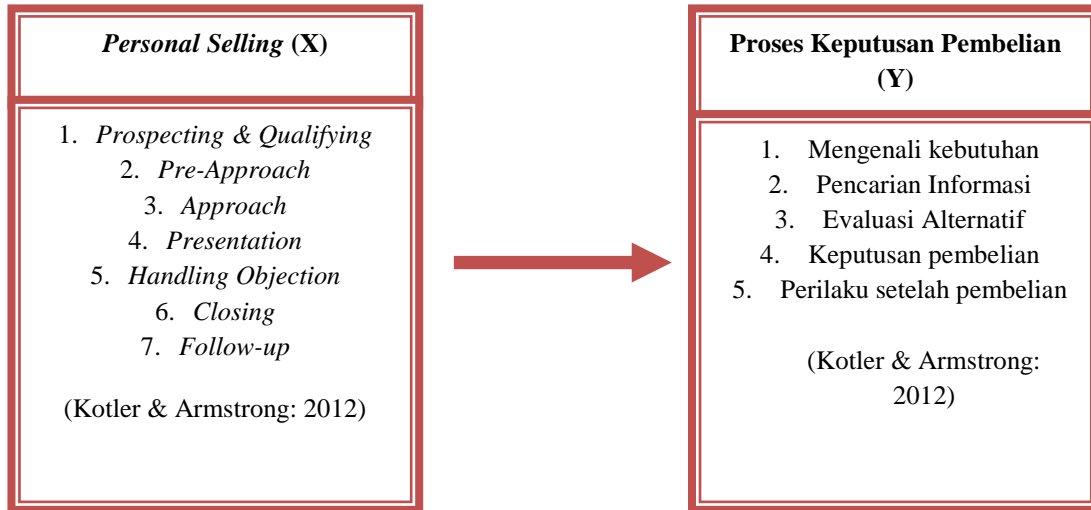 Personal Selling (X)
1. Prospecting & Qualifying
2. Pre-Approach
3. Approach
4. Presentation
5. Handling Objection
6. Closing
7. Follow-up
(Kotler & Armstrong: 2012)
Proses Keputusan Pembelian
(Y)
1. Mengenali kebutuhan
2. Pencarian Informasi
3. Evaluasi Alternatif
4. Keputusan pembelian
5. Perilaku setelah pembelian
(Kotler & Armstrong:
2012)